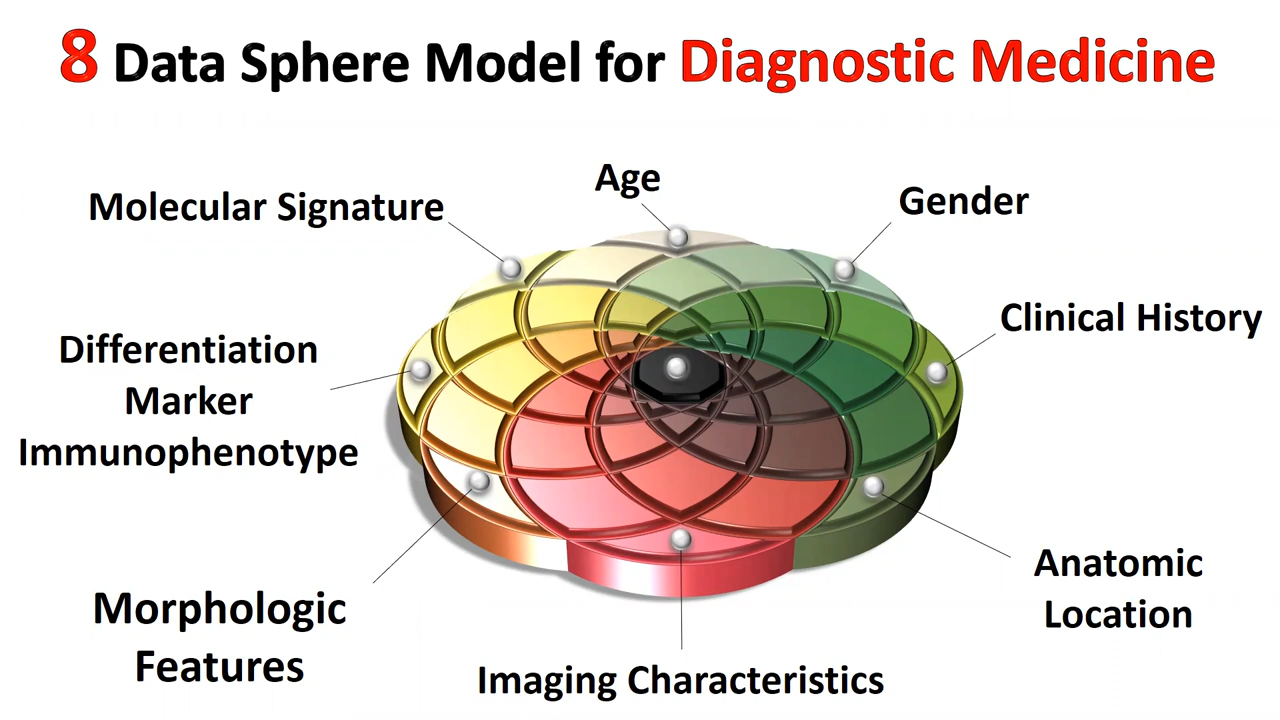 8 Data Sphere Model for Diagnostic Medicine
Age
Molecular Signature
Gender
Clinical History
Differentiation
Marker
Immunophenotype
Anatomic
Location
Morphologic
Features
Imaging Characteristics